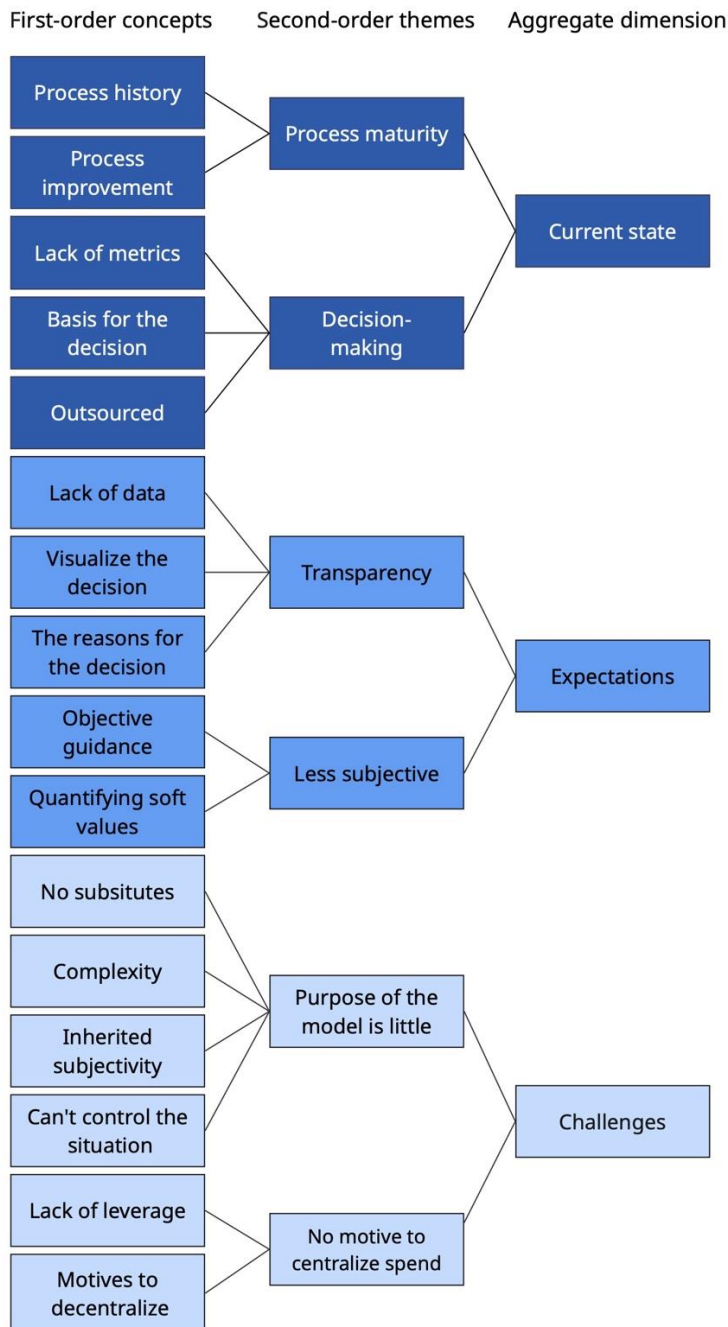 First-order concepts
Second-order themes
Aggregate dimension
Process history
Process
improvement
Process maturity
Lack of metrics
Basis for the
decision
Outsourced
Decision-
making
Current state
Lack of data
Visualize the
decision
The reasons for
the decision
Transparency
Objective
guidance
Quantifying soft
values
Less subjective
Expectations
No subsitutes
Complexity
Inherited
subjectivity
Can't control the
situation
Purpose of the
model is little
Lack of leverage
Motives to
decentralize
No motive to
centralize spend
Challenges